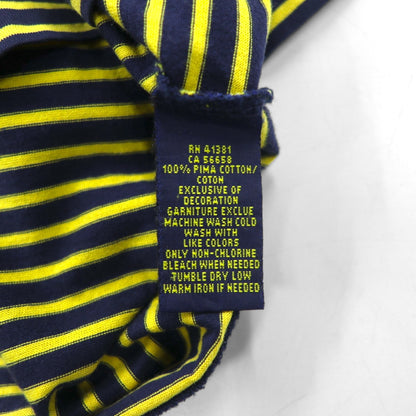 RN 41381
CA 56658
100% PIMA COTTON/
COTON
EXCLUSIVE OF
DECORATION
GARNITURE EXCLUE
MACHINE WASH COLD
WASH WITH
LIKE COLORS
ONLY NON-CHLORINE
BLEACH WHEN NEEDED
TUMBLE DRY LOW
WARM IRON IF NEEDED